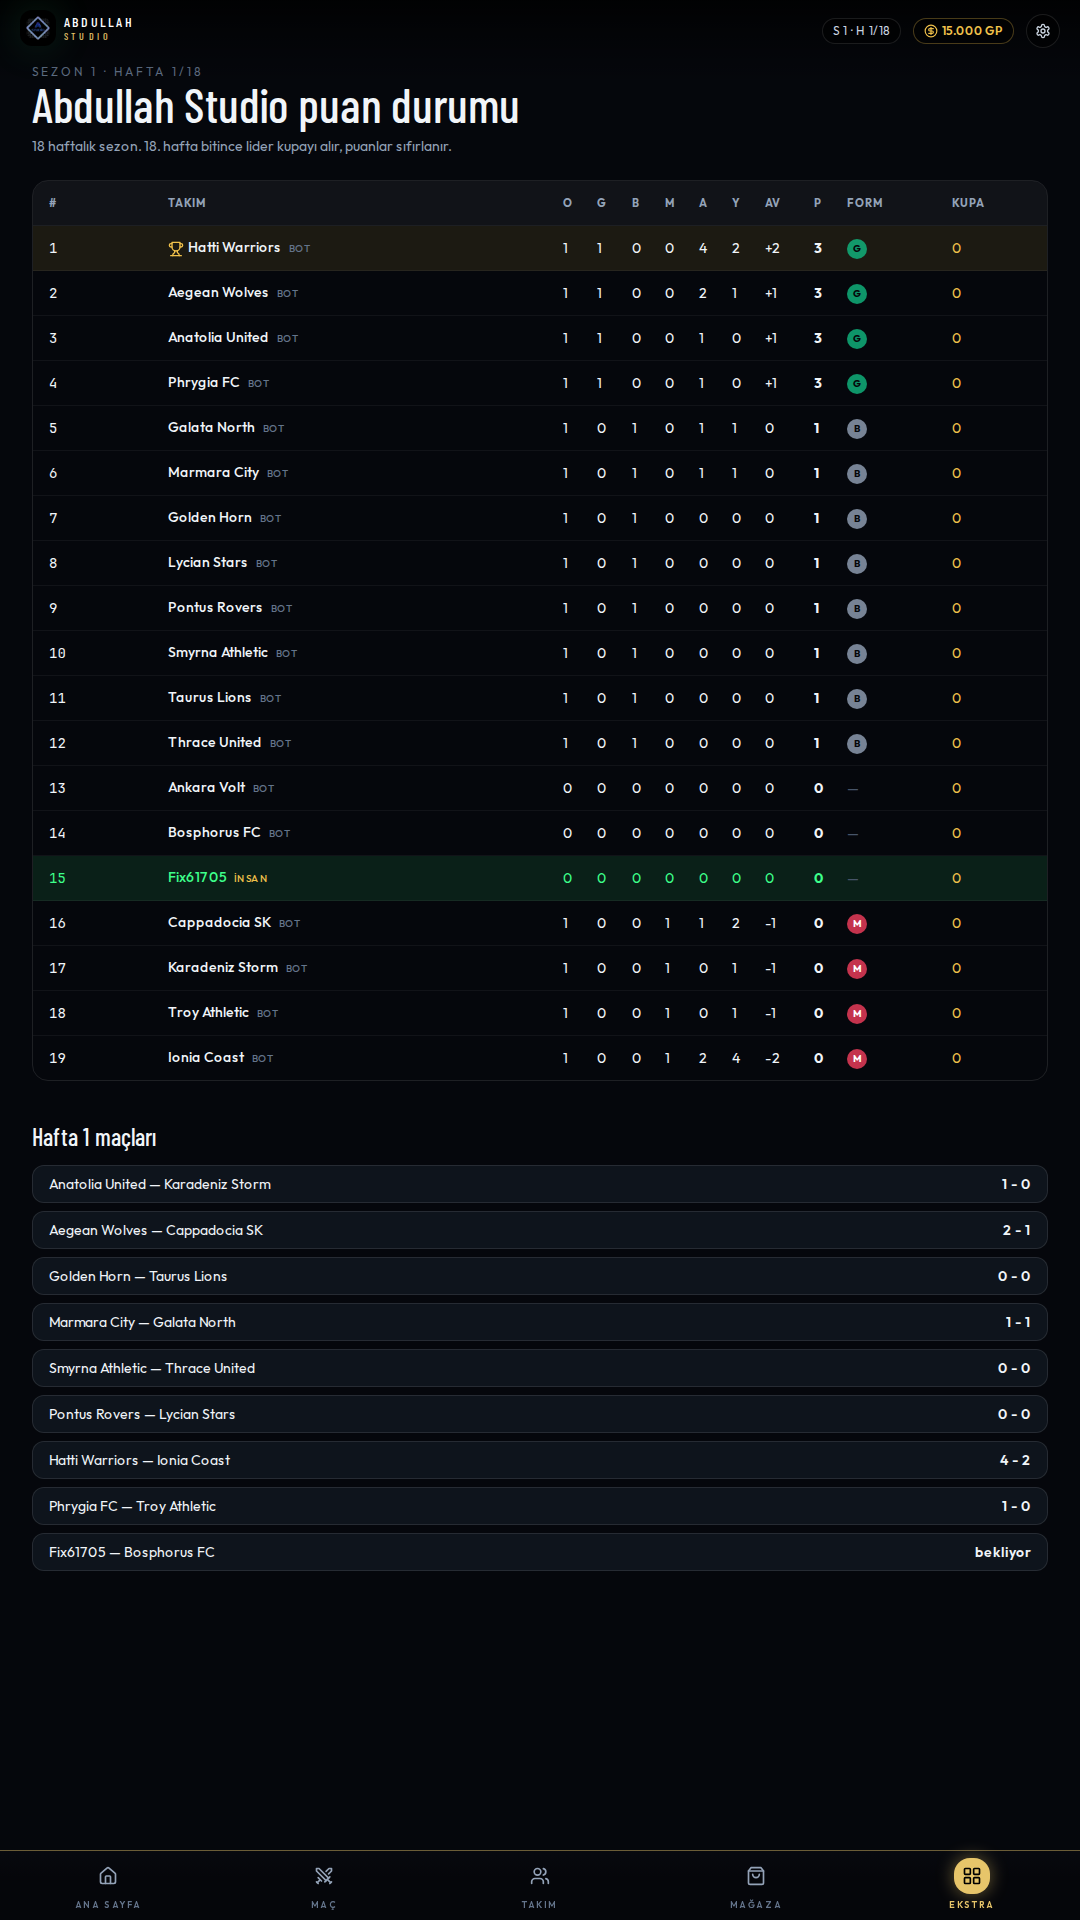 ABDULLAH
STUDIO
S 1 · H 1/18
15.000 GP
SEZON 1 · HAFTA 1/18
Abdullah Studio puan durumu
18 haftalık sezon. 18. hafta bitince lider kupayı alır, puanlar sıfırlanır.
# TAKIM O G B M A Y AV P FORM KUPA
1 Hatti Warriors BOT 1 1 0 0 4 2 +2 3 G 0
2 Aegean Wolves BOT 1 1 0 0 2 1 +1 3 G 0
3 Anatolia United BOT 1 1 0 0 1 0 +1 3 G 0
4 Phrygia FC BOT 1 1 0 0 1 0 +1 3 G 0
5 Galata North BOT 1 0 1 0 1 1 0 1 B 0
6 Marmara City BOT 1 0 1 0 1 1 0 1 B 0
7 Golden Horn BOT 1 0 1 0 0 0 0 1 B 0
8 Lycian Stars BOT 1 0 1 0 0 0 0 1 B 0
9 Pontus Rovers BOT 1 0 1 0 0 0 0 1 B 0
10 Smyrna Athletic BOT 1 0 1 0 0 0 0 1 B 0
11 Taurus Lions BOT 1 0 1 0 0 0 0 1 B 0
12 Thrace United BOT 1 0 1 0 0 0 0 1 B 0
13 Ankara Volt BOT 0 0 0 0 0 0 0 0 — 0
14 Bosphorus FC BOT 0 0 0 0 0 0 0 0 — 0
15 Fix61705 İNSAN 0 0 0 0 0 0 0 0 — 0
16 Cappadocia SK BOT 1 0 0 1 1 2 -1 0 M 0
17 Karadeniz Storm BOT 1 0 0 1 0 1 -1 0 M 0
18 Troy Athletic BOT 1 0 0 1 0 1 -1 0 M 0
19 Ionia Coast BOT 1 0 0 1 2 4 -2 0 M 0
Hafta 1 maçları
Anatolia United — Karadeniz Storm 1 - 0
Aegean Wolves — Cappadocia SK 2 - 1
Golden Horn — Taurus Lions 0 - 0
Marmara City — Galata North 1 - 1
Smyrna Athletic — Thrace United 0 - 0
Pontus Rovers — Lycian Stars 0 - 0
Hatti Warriors — Ionia Coast 4 - 2
Phrygia FC — Troy Athletic 1 - 0
Fix61705 — Bosphorus FC bekliyor
ANA SAYFA MAÇ TAKIM MAĞAZA EKSTRA